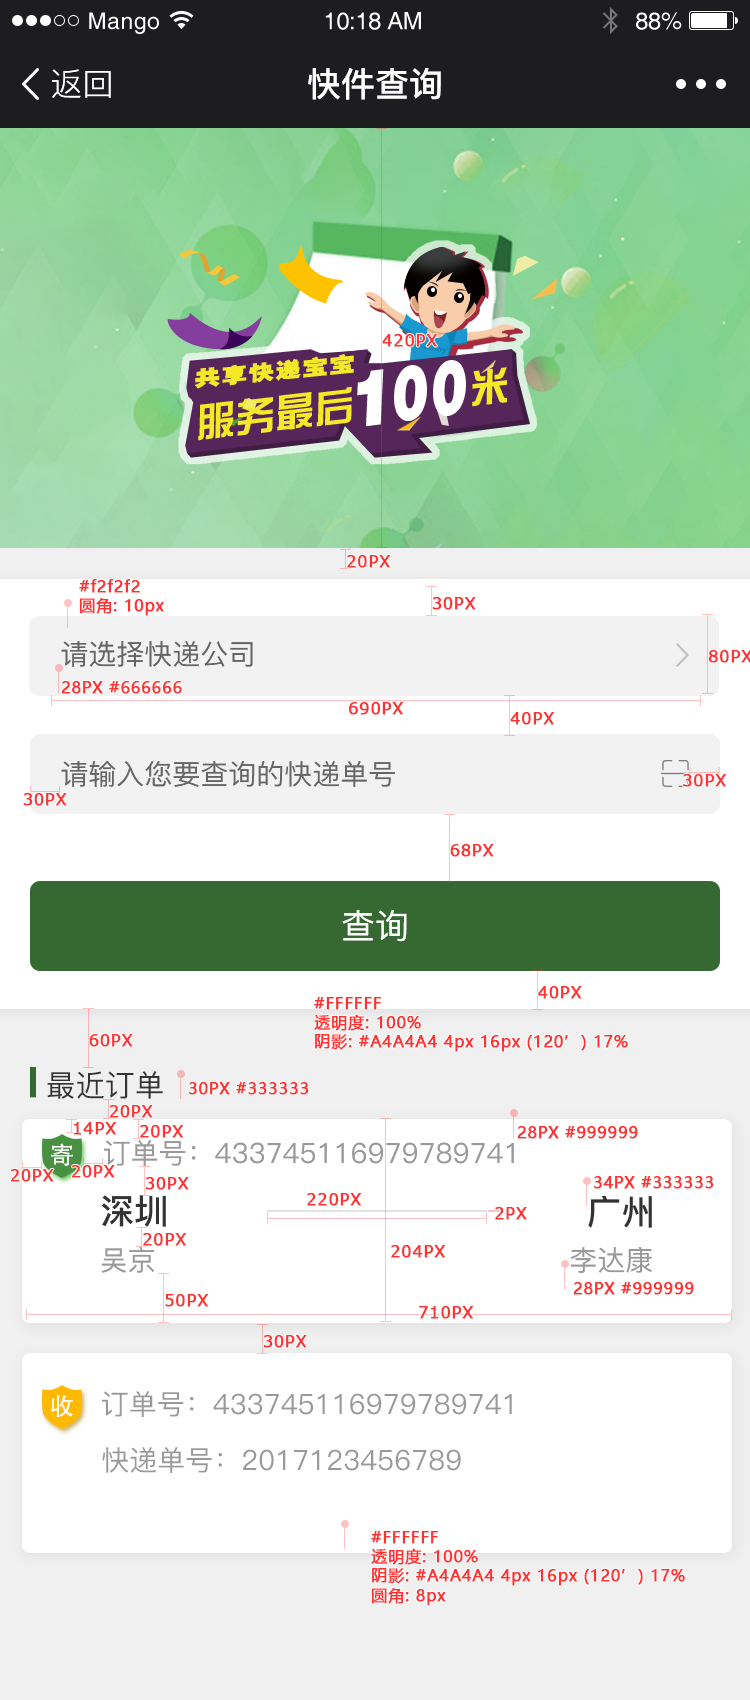 Mango 10:18 AM 88%
返回 快件查询
420PX
共享快递宝宝
服务最后100米
20PX
#f2f2f2
圆角: 10px
30PX
请选择快递公司
80PX
28PX #666666
690PX
40PX
请输入您要查询的快递单号
30PX
30PX
68PX
查询
40PX
#FFFFFF
透明度: 100%
阴影: #A4A4A4 4px 16px (120′) 17%
60PX
最近订单
30PX #333333
20PX
14PX
20PX
28PX #999999
寄 订单号: 433745116979789741
20PX
20PX
30PX
34PX #333333
220PX
深圳
广州
2PX
20PX
204PX
吴京
李达康
28PX #999999
50PX
710PX
30PX
收 订单号: 433745116979789741
快递单号: 2017123456789
#FFFFFF
透明度: 100%
阴影: #A4A4A4 4px 16px (120′) 17%
圆角: 8px